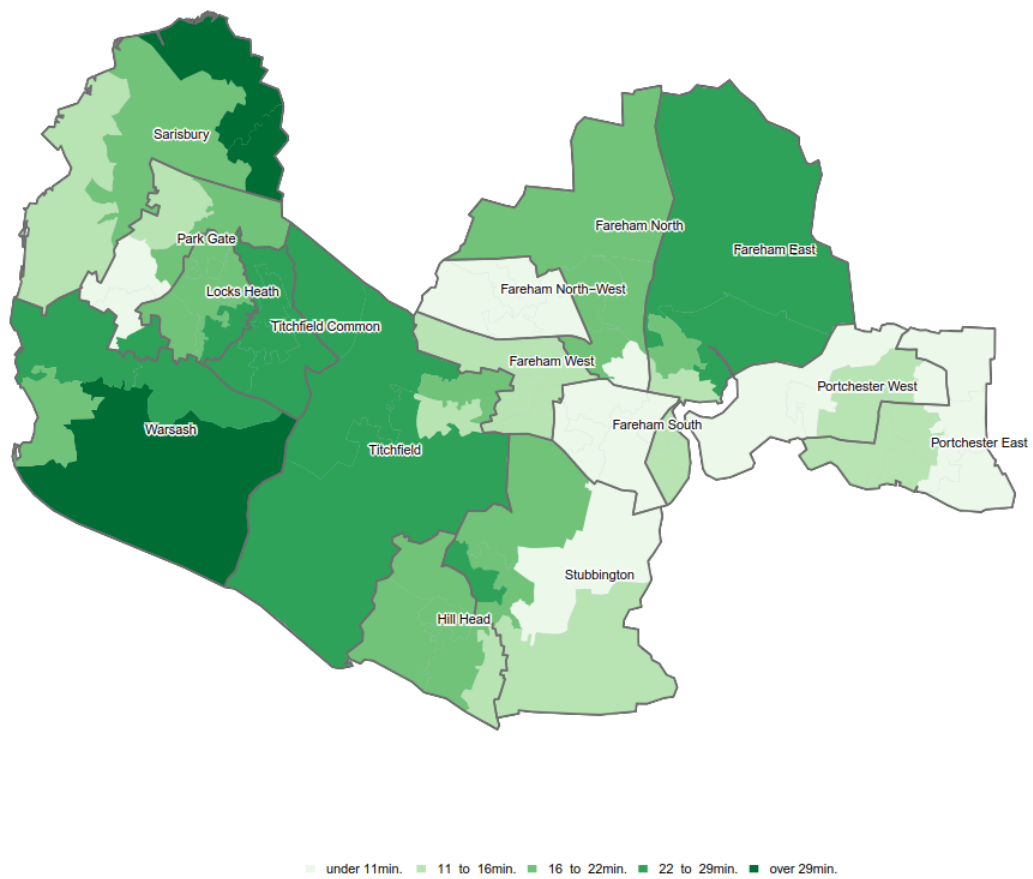 Sarisbury
Fareham North
Park Gate
Fareham East
Fareham North-West
Locks Heath
Titchfield Common
Fareham West
Portchester West
Warsash
Fareham South
Titchfield
Portchester East
Stubbington
Hill Head
under 11min. 11 to 16min. 16 to 22min. 22 to 29min. over 29min.